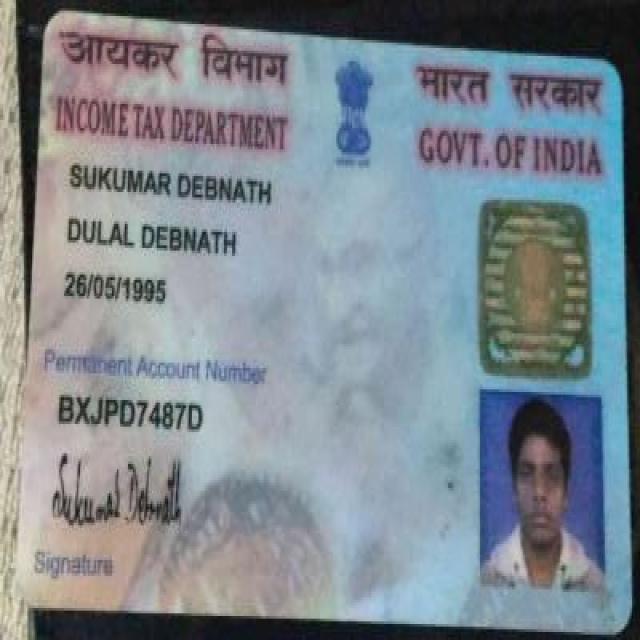 आयकर विभाग
भारत सरकार
INCOME TAX DEPARTMENT
GOVT. OF INDIA
SUKUMAR DEBNATH
DULAL DEBNATH
26/05/1995
Permanent Account Number
BXJPD7487D
Sukumar Debnath
Signature